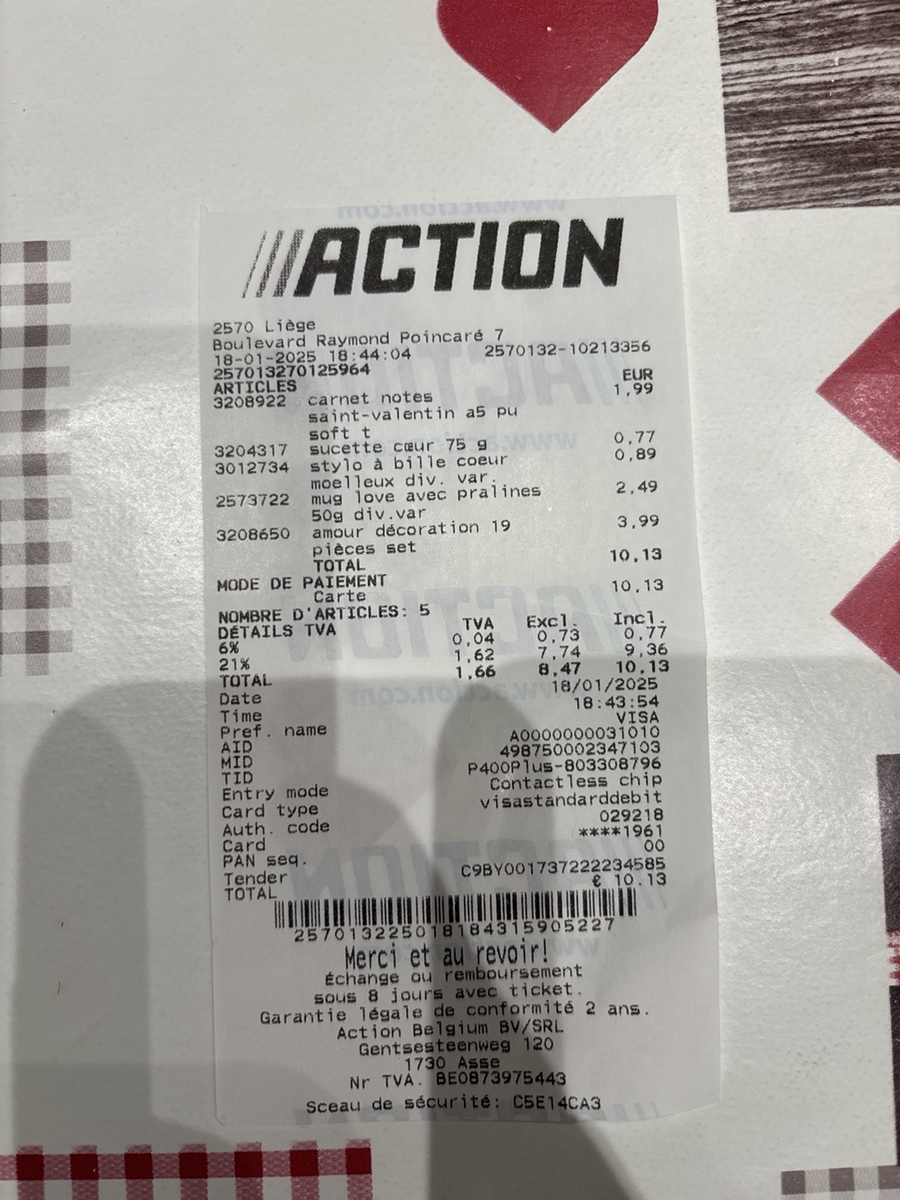 ACTION
2570 Liège
Boulevard Raymond Poincaré 7
18-01-2025 18:44:04 2570132-10213356
257013270125964
ARTICLES EUR
3208922 carnet notes 1,99
saint-valentin a5 pu
soft t
3204317 sucette cœur 75 g 0,77
3012734 stylo à bille coeur 0,89
moelleux div. var.
2573722 mug love avec pralines 2,49
50g div.var
3208650 amour décoration 19 3,99
pièces set
TOTAL 10,13
MODE DE PAIEMENT
Carte 10,13
NOMBRE D'ARTICLES: 5
DÉTAILS TVA TVA Excl. Incl.
6% 0,04 0,73 0,77
21% 1,62 7,74 9,36
TOTAL 1,66 8,47 10,13
Date 18/01/2025
Time 18:43:54
Pref. name VISA
AID A0000000031010
MID 498750002347103
TID P400Plus-803308796
Entry mode Contactless chip
Card type visastandarddebit
Auth. code 029218
Card ****1961
PAN seq. 00
Tender C9BY001737222234585
TOTAL € 10.13
2570132250181843159​05227
Merci et au revoir!
Échange ou remboursement
sous 8 jours avec ticket.
Garantie légale de conformité 2 ans.
Action Belgium BV/SRL
Gentsesteenweg 120
1730 Asse
Nr TVA. BE0873975443
Sceau de sécurité: C5E14CA3